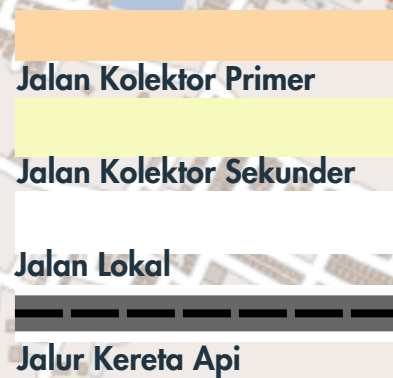 Jalan Kolektor Primer
Jalan Kolektor Sekunder
Jalan Lokal
Jalur Kereta Api